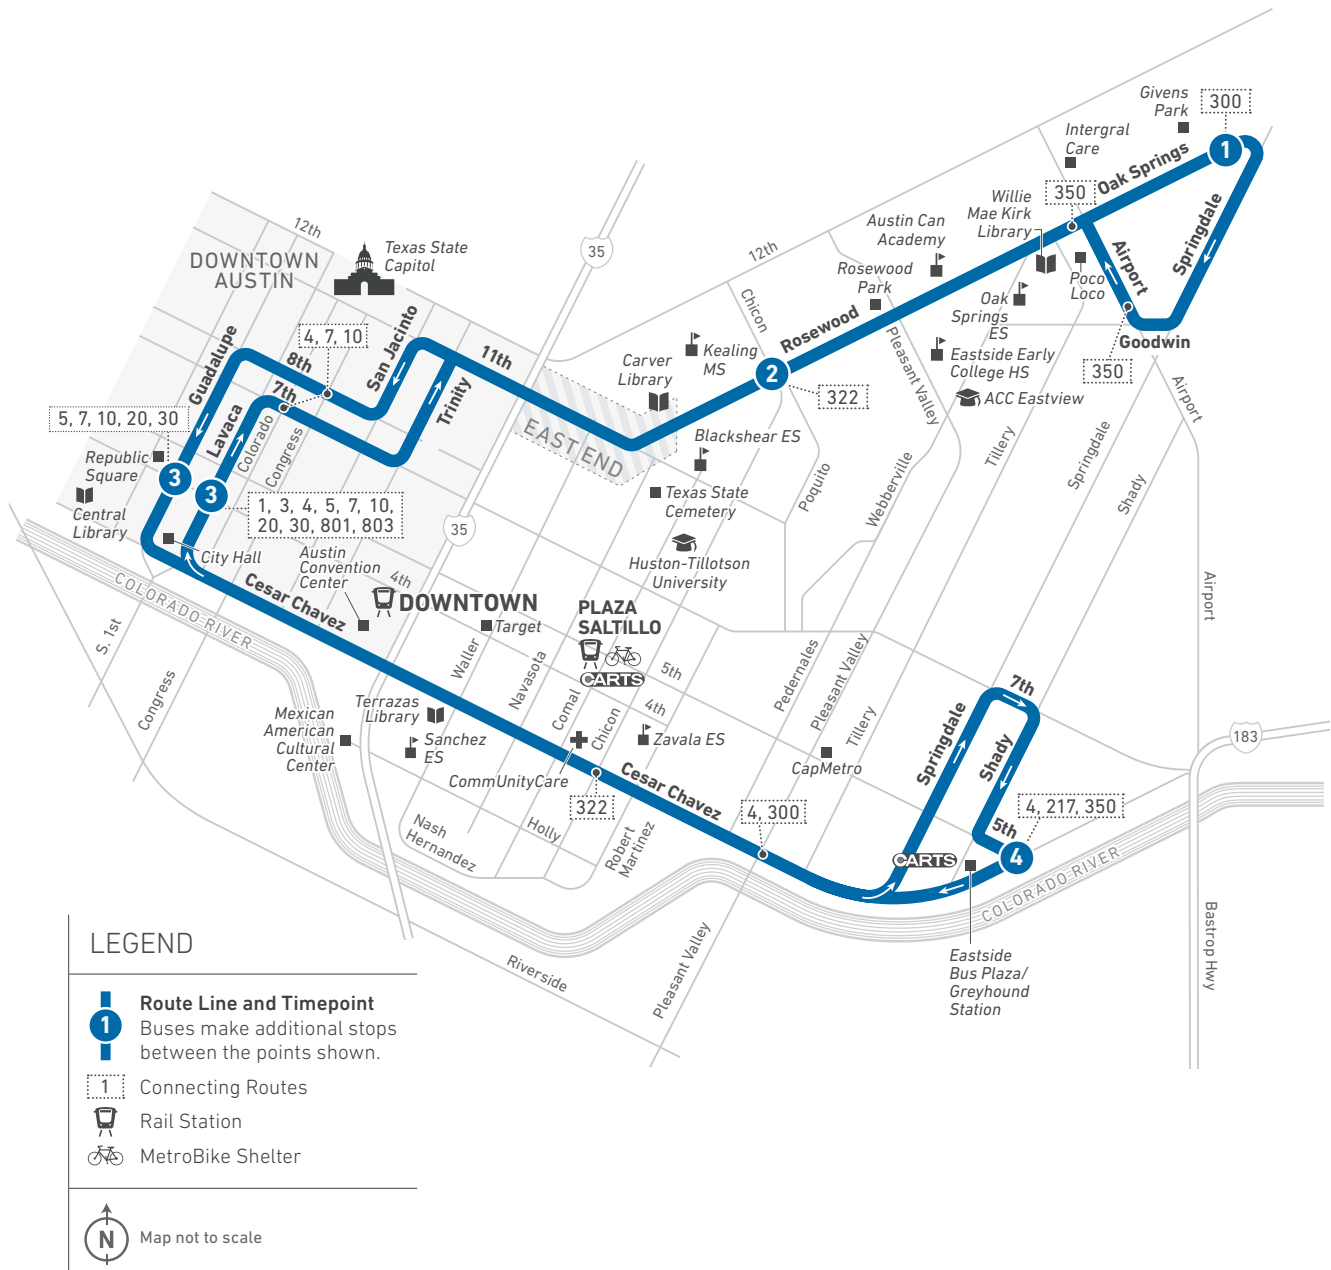 Givens
Park
300
Intergral
Care
1
Oak Springs
350
Willie
Mae Kirk
Library
Springdale
12th
35
12th
Texas State
Capitol
DOWNTOWN
AUSTIN
Austin Can
Academy
Rosewood
Park
Airport
Poco
Loco
Oak
Springs
ES
Goodwin
350
Chicon
Rosewood
Pleasant Valley
Eastside Early
College HS
ACC Eastview
Airport
San Jacinto
4, 7, 10
8th
7th
Guadalupe
11th
Trinity
Kealing
MS
Carver
Library
2
322
5, 7, 10, 20, 30
Lavaca
Colorado
Congress
EAST END
Blackshear ES
Tillery
Springdale
Shady
Republic
Square
3
3
1, 3, 4, 5, 7, 10,
20, 30, 801, 803
Central
Library
City Hall
Austin
Convention
Center
35
Texas State
Cemetery
Poquito
Webberville
Huston-Tillotson
University
Airport
COLORADO RIVER
Cesar Chavez
4th
DOWNTOWN
Target
PLAZA
SALTILLO
CARTS
S. 1st
Congress
Waller
Navasota
Comal
Chicon
5th
4th
Pedernales
Pleasant Valley
Tillery
7th
Springdale
Shady
5th
Terrazas
Library
Mexican
American
Cultural
Center
Sanchez
ES
CommUnityCare
Zavala ES
CapMetro
183
Cesar Chavez
322
4, 300
4, 217, 350
4
CARTS
Nash
Hernandez
Holly
Robert
Martinez
COLORADO RIVER
Riverside
Pleasant Valley
Eastside
Bus Plaza/
Greyhound
Station
Bastrop Hwy
LEGEND
1
Route Line and Timepoint
Buses make additional stops
between the points shown.
1
Connecting Routes
Rail Station
MetroBike Shelter
N
Map not to scale